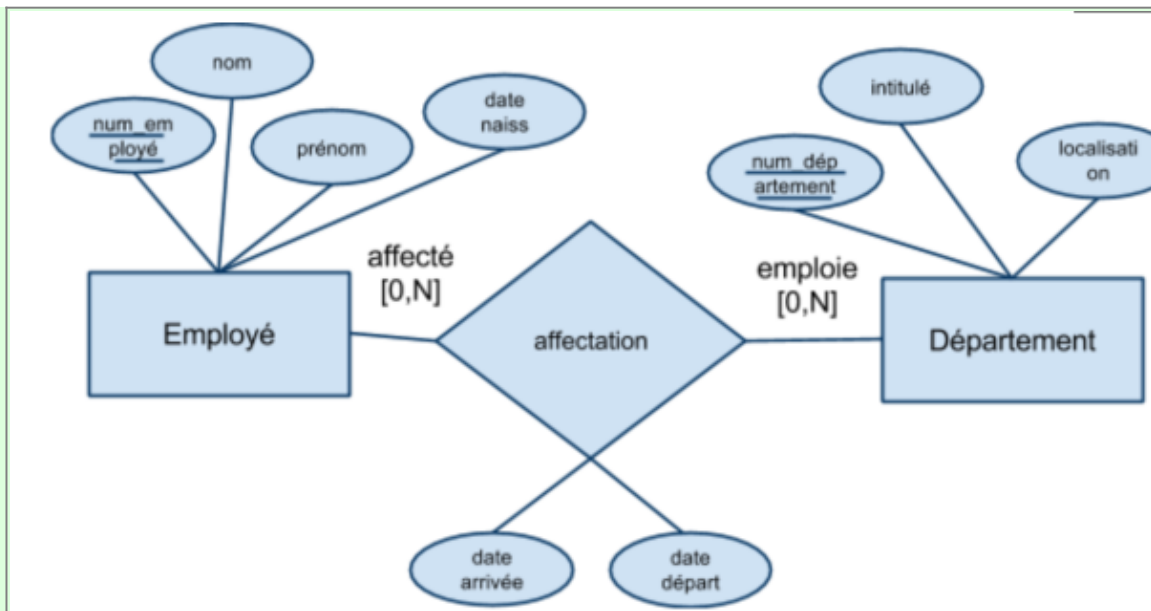 nom
num_em
ployé
prénom
date
naiss
intitulé
num_dép
artement
localisati
on
affecté
[0,N]
emploie
[0,N]
Employé
affectation
Département
date
arrivée
date
départ